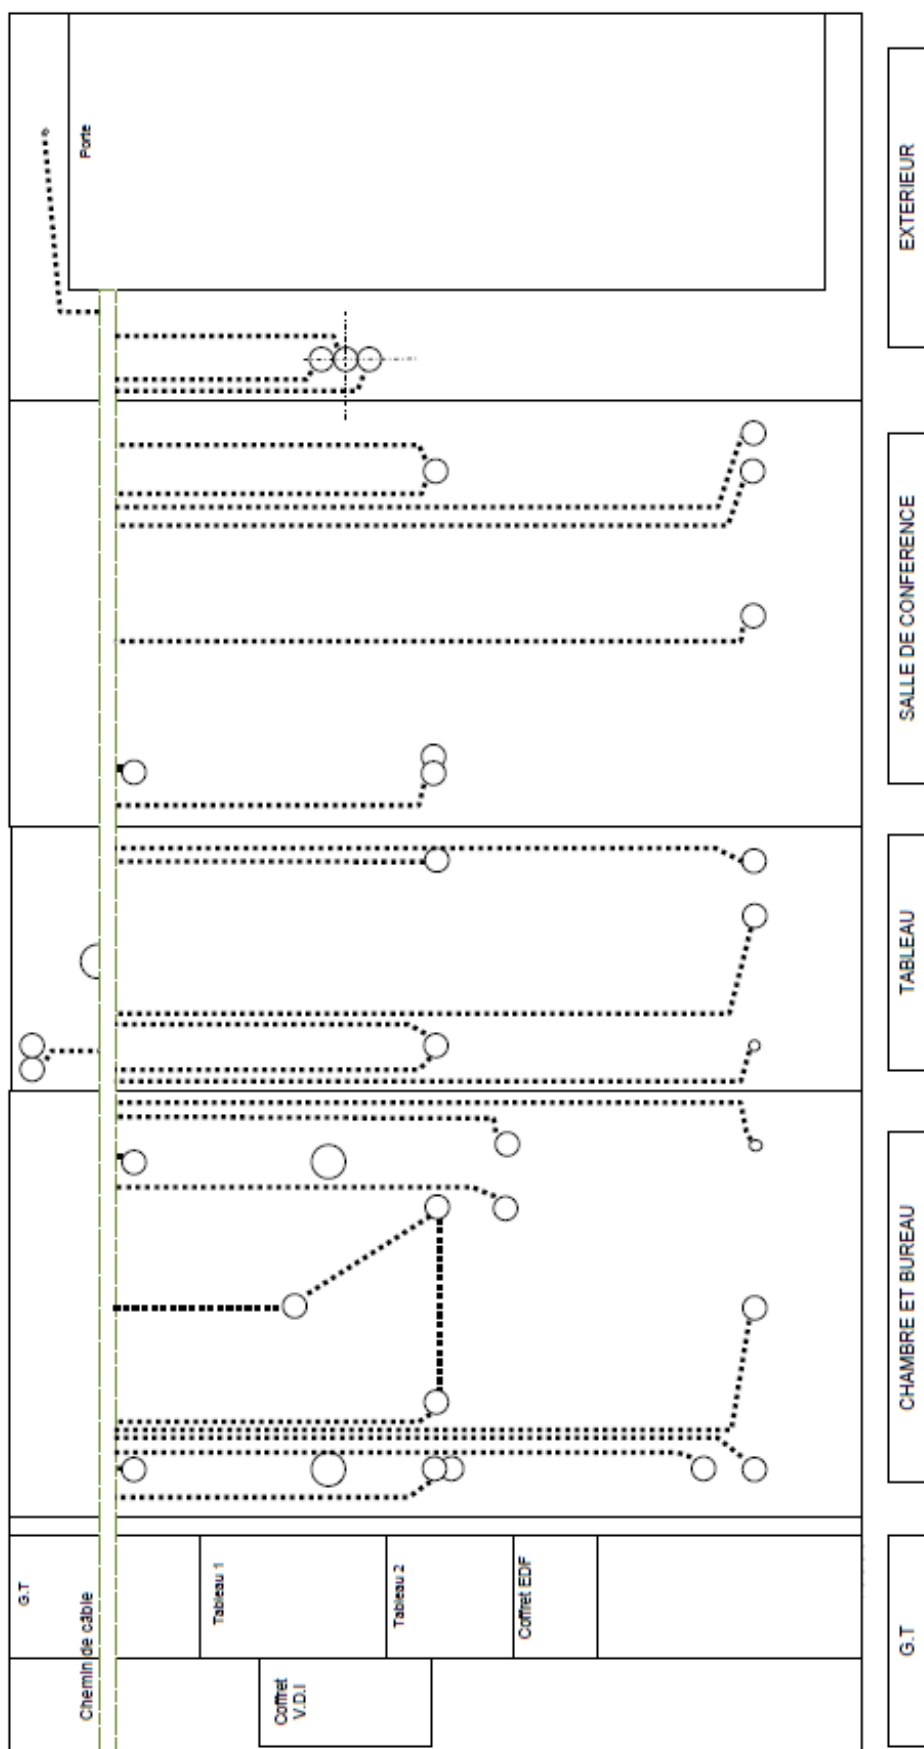 G.T
Chemin de câble
Tableau 1
Tableau 2
Coffret EDF
Coffret
V.D.I
Porte
G.T
CHAMBRE ET BUREAU
TABLEAU
SALLE DE CONFERENCE
EXTERIEUR